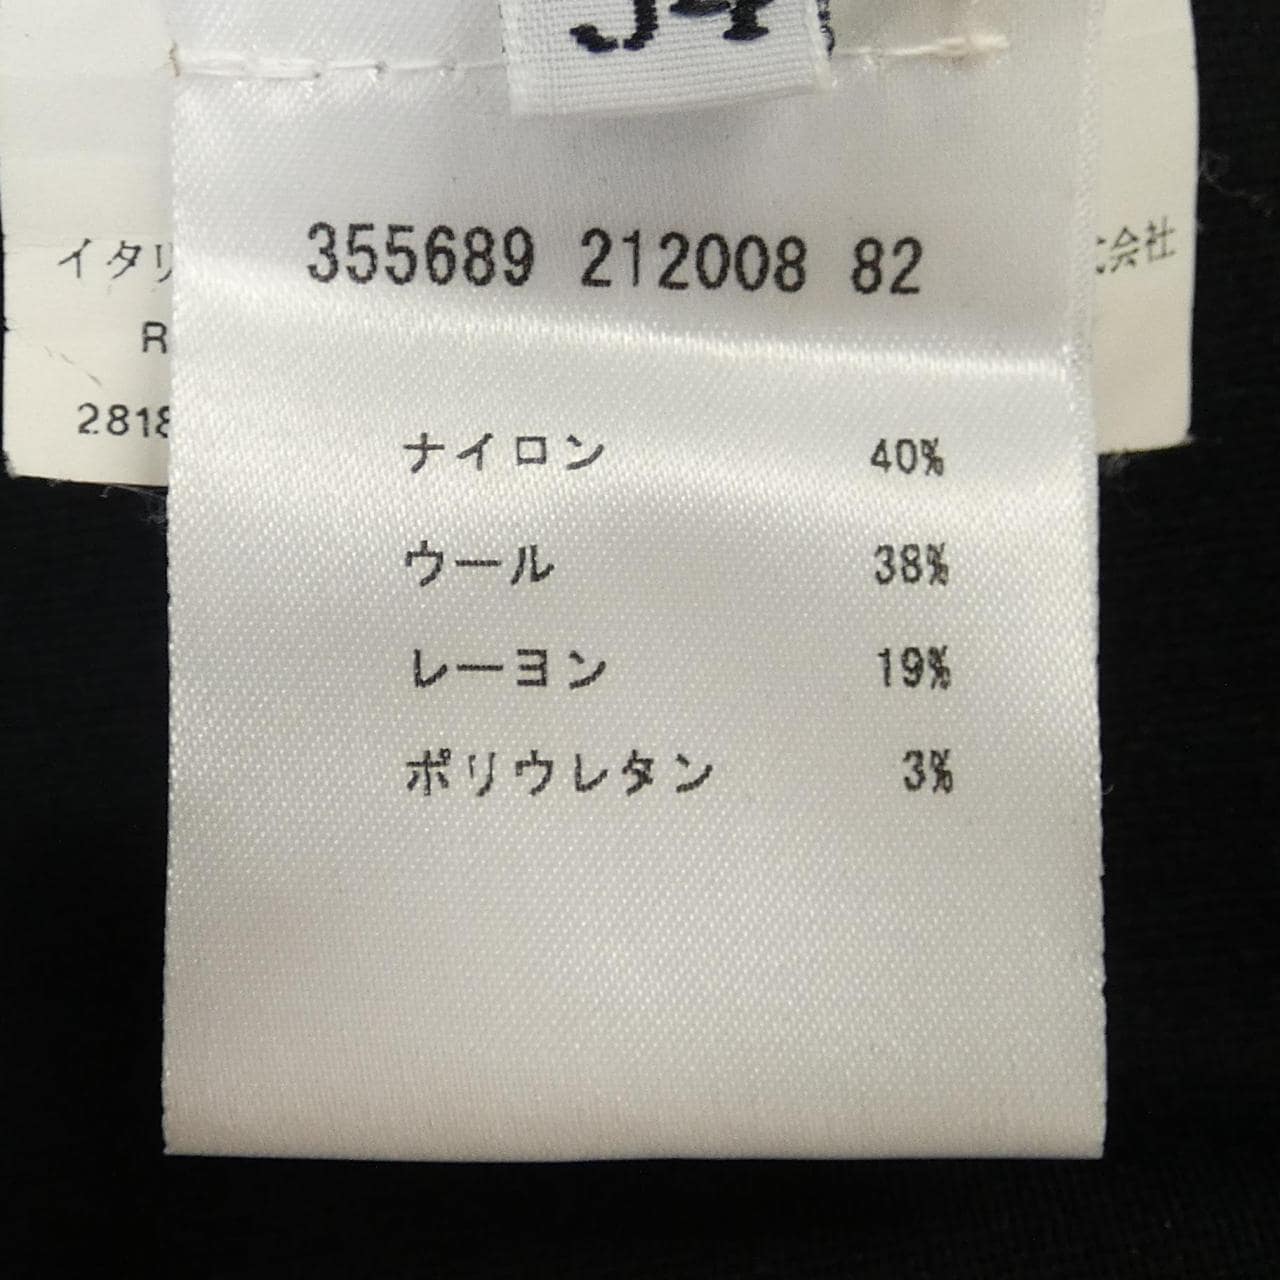 355689 212008 82
ナイロン 40%
ウール 38%
レーヨン 19%
ポリウレタン 3%
イタリ
会社
R
2818